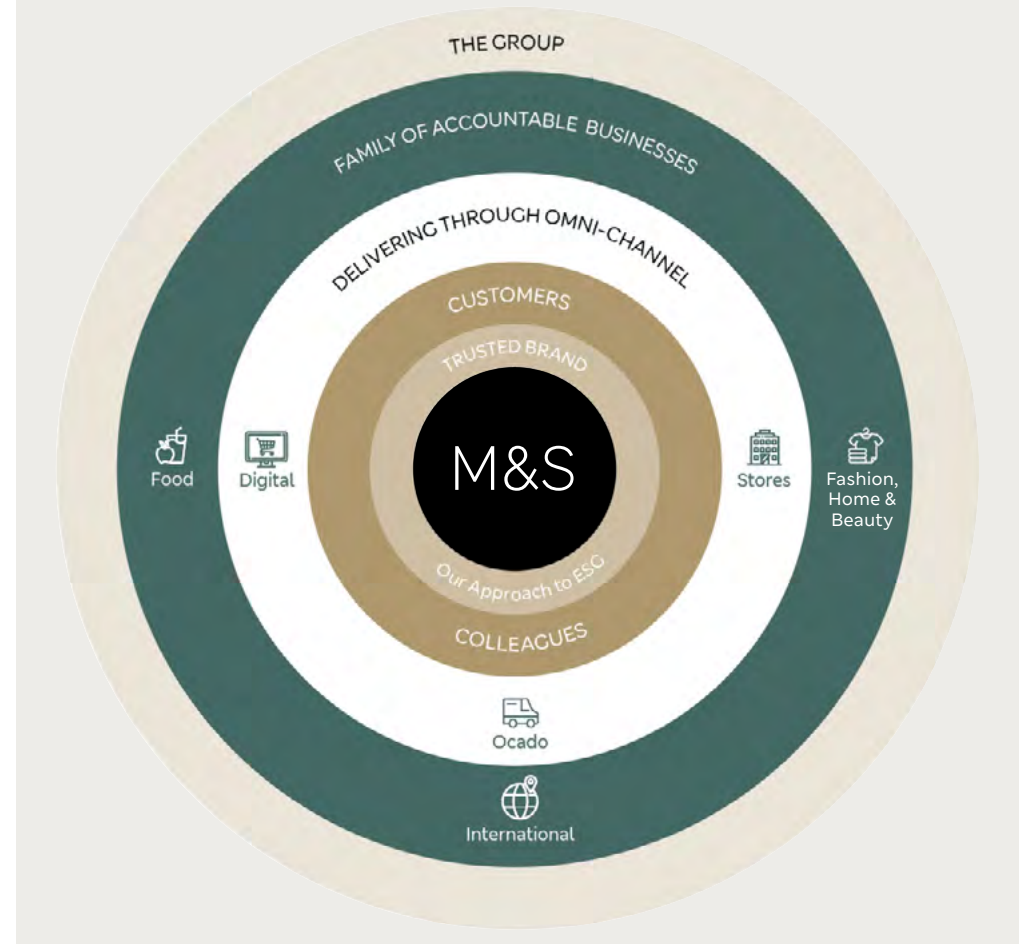 THE GROUP
FAMILY OF ACCOUNTABLE BUSINESSES
DELIVERING THROUGH OMNI-CHANNEL
CUSTOMERS
TRUSTED BRAND
M&S
Food
Digital
Stores
Fashion,
Home &
Beauty
Our Approach to ESG
COLLEAGUES
Ocado
International